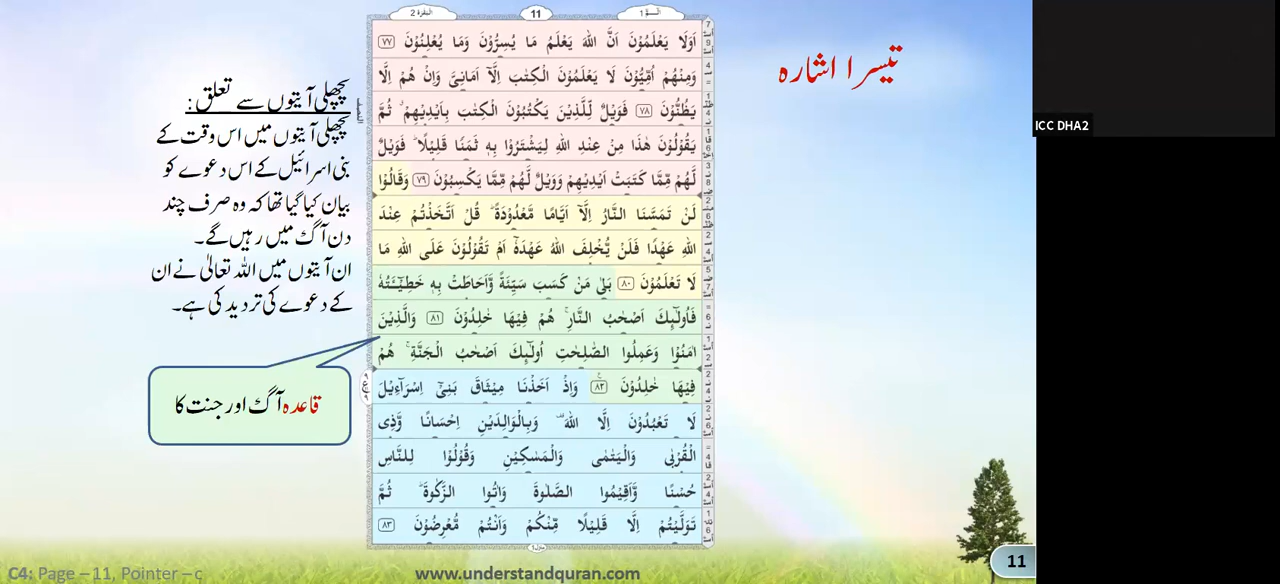 تیسرا اشارہ
ICC DHA2
السمّ ١
11
البقرة 2
اَوَلَا يَعْلَمُوْنَ اَنَّ اللّٰهَ يَعْلَمُ مَا يُسِرُّوْنَ وَمَا يُعْلِنُوْنَ ٧٧
وَمِنْهُمْ اُمِّيُّوْنَ لَا يَعْلَمُوْنَ الْكِتٰبَ اِلَّاۤ اَمَانِيَّ وَاِنْ هُمْ اِلَّا
يَظُنُّوْنَ ٧٨ فَوَيْلٌ لِّلَّذِيْنَ يَكْتُبُوْنَ الْكِتٰبَ بِاَيْدِيْهِمْ ۗ ثُمَّ
يَقُوْلُوْنَ هٰذَا مِنْ عِنْدِ اللّٰهِ لِيَشْتَرُوْا بِهٖ ثَمَنًا قَلِيْلًا ؕ فَوَيْلٌ
لَّهُمْ مِّمَّا كَتَبَتْ اَيْدِيْهِمْ وَوَيْلٌ لَّهُمْ مِّمَّا يَكْسِبُوْنَ ٧٩ وَقَالُوْا
لَنْ تَمَسَّنَا النَّارُ اِلَّاۤ اَيَّامًا مَّعْدُوْدَةً ؕ قُلْ اَتَّخَذْتُمْ عِنْدَ
اللّٰهِ عَهْدًا فَلَنْ يُّخْلِفَ اللّٰهُ عَهْدَهٗۤ اَمْ تَقُوْلُوْنَ عَلَى اللّٰهِ مَا
لَا تَعْلَمُوْنَ ٨٠ بَلٰى مَنْ كَسَبَ سَيِّئَةً وَّاَحَاطَتْ بِهٖ خَطِيْٓـَٔتُهٗ
فَاُولٰٓئِكَ اَصْحٰبُ النَّارِ ۚ هُمْ فِيْهَا خٰلِدُوْنَ ٨١ وَالَّذِيْنَ
اٰمَنُوْا وَعَمِلُوا الصّٰلِحٰتِ اُولٰٓئِكَ اَصْحٰبُ الْجَنَّةِ ۚ هُمْ
فِيْهَا خٰلِدُوْنَ ٨٢ وَاِذْ اَخَذْنَا مِيْثَاقَ بَنِيْۤ اِسْرَآءِيْلَ
لَا تَعْبُدُوْنَ اِلَّا اللّٰهَ ۫ وَبِالْوَالِدَيْنِ اِحْسَانًا وَّذِى
الْقُرْبٰى وَالْيَتٰمٰى وَالْمَسٰكِيْنِ وَقُوْلُوْا لِلنَّاسِ
حُسْنًا وَّاَقِيْمُوا الصَّلٰوةَ وَاٰتُوا الزَّكٰوةَ ؕ ثُمَّ
تَوَلَّيْتُمْ اِلَّا قَلِيْلًا مِّنْكُمْ وَاَنْتُمْ مُّعْرِضُوْنَ ٨٣
پچھلی آیتوں سے تعلق :
پچھلی آیتوں میں اس وقت کے
بنی اسرائیل کے اس دعوے کو
بیان کیا گیا تھا کہ وہ صرف چند
دن آگ میں رہیں گے۔
ان آیتوں میں اللہ تعالیٰ نے ان
کے دعوے کی تردید کی ہے۔
قاعدہ آگ اور جنت کا
C4: Page – 11, Pointer – c
www.understandquran.com
11